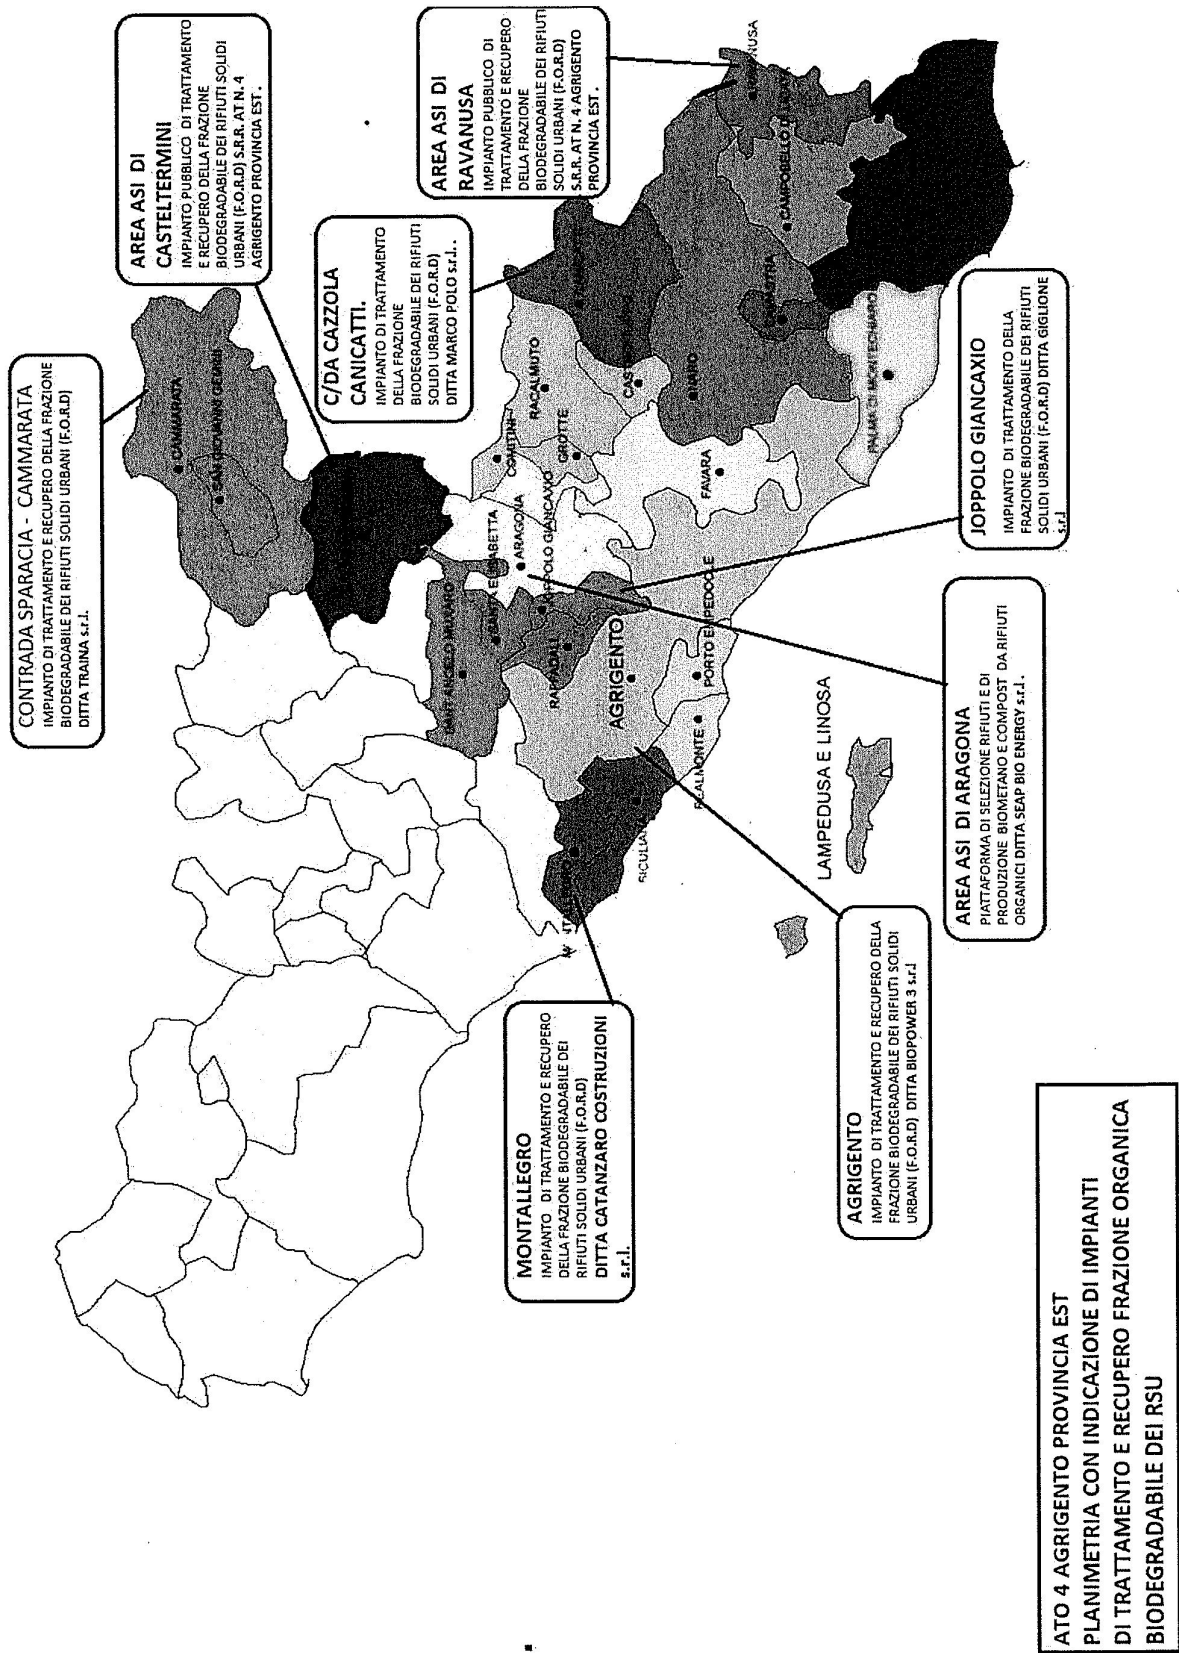 CONTRADA SPARACIA - CAMMARATA
IMPIANTO DI TRATTAMENTO E RECUPERO DELLA FRAZIONE
BIODEGRADABILE DEI RIFIUTI SOLIDI URBANI (F.O.R.D)
DITTA TRAINA s.r.l.
AREA ASI DI
CASTELTERMINI
IMPIANTO PUBBLICO DI TRATTAMENTO
E RECUPERO DELLA FRAZIONE
BIODEGRADABILE DEI RIFIUTI SOLIDI
URBANI (F.O.R.D) S.R.R. AT N. 4
AGRIGENTO PROVINCIA EST .
C/DA CAZZOLA
CANICATTI.
IMPIANTO DI TRATTAMENTO
DELLA FRAZIONE
BIODEGRADABILE DEI RIFIUTI
SOLIDI URBANI (F.O.R.D)
DITTA MARCO POLO s.r.l. .
AREA ASI DI
RAVANUSA
IMPIANTO PUBBLICO DI
TRATTAMENTO E RECUPERO
DELLA FRAZIONE
BIODEGRADABILE DEI RIFIUTI
SOLIDI URBANI (F.O.R.D)
S.R.R. AT N. 4 AGRIGENTO
PROVINCIA EST .
MONTALLEGRO
IMPIANTO DI TRATTAMENTO E RECUPERO
DELLA FRAZIONE BIODEGRADABILE DEI
RIFIUTI SOLIDI URBANI (F.O.R.D)
DITTA CATANZARO COSTRUZIONI
s.r.l.
AGRIGENTO
IMPIANTO DI TRATTAMENTO E RECUPERO DELLA
FRAZIONE BIODEGRADABILE DEI RIFIUTI SOLIDI
URBANI (F.O.R.D) DITTA BIOPOWER 3 s.r.l
AREA ASI DI ARAGONA
PIATTAFORMA DI SELEZIONE RIFIUTI E DI
PRODUZIONE BIOMETANO E COMPOST DA RIFIUTI
ORGANICI DITTA SEAP BIO ENERGY s.r.l .
JOPPOLO GIANCAXIO
IMPIANTO DI TRATTAMENTO DELLA
FRAZIONE BIODEGRADABILE DEI RIFIUTI
SOLIDI URBANI (F.O.R.D) DITTA GIGLIONE
s.r.l
CAMMARATA
SAN GIOVANNI GEMINI
SANT'ANGELO MUXARO
SANTA ELISABETTA
ARAGONA
JOPPOLO GIANCAXIO
RAFFADALI
COMITINI
GROTTE
RACALMUTO
FAVARA
NARO
CAMPOBELLO DI LICATA
PALMA DI MONTECHIARO
AGRIGENTO
PORTO EMPEDOCLE
REALMONTE
LAMPEDUSA E LINOSA
ATO 4 AGRIGENTO PROVINCIA EST
PLANIMETRIA CON INDICAZIONE DI IMPIANTI
DI TRATTAMENTO E RECUPERO FRAZIONE ORGANICA
BIODEGRADABILE DEI RSU